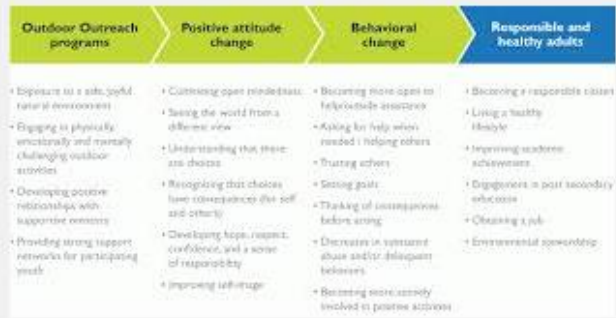 Outdoor Outreach
programs
Positive attitude
change
Behavioral
change
Responsible and
healthy adults
• Exposure to a safe, joyful
natural environment
• Engaging in physically,
emotionally and mentally
challenging outdoor
activities
• Developing positive
relationships with
supportive mentors
• Providing strong support
networks for participating
youth
• Cultivating open mindedness
• Seeing the world from a
different view
• Understanding that there
are choices
• Recognizing that choices
have consequences (for self
and others)
• Developing hope, respect,
confidence, and a sense
of responsibility
• Improving self-image
• Becoming more open to
help/outside assistance
• Asking for help when
needed / helping others
• Trusting others
• Setting goals
• Thinking of consequences
before acting
• Decreases in substance
abuse and/or delinquent
behaviors
• Becoming more actively
involved in positive activities
• Becoming a responsible citizen
• Living a healthy
lifestyle
• Improving academic
achievement
• Engagement in post secondary
education
• Obtaining a job
• Environmental stewardship